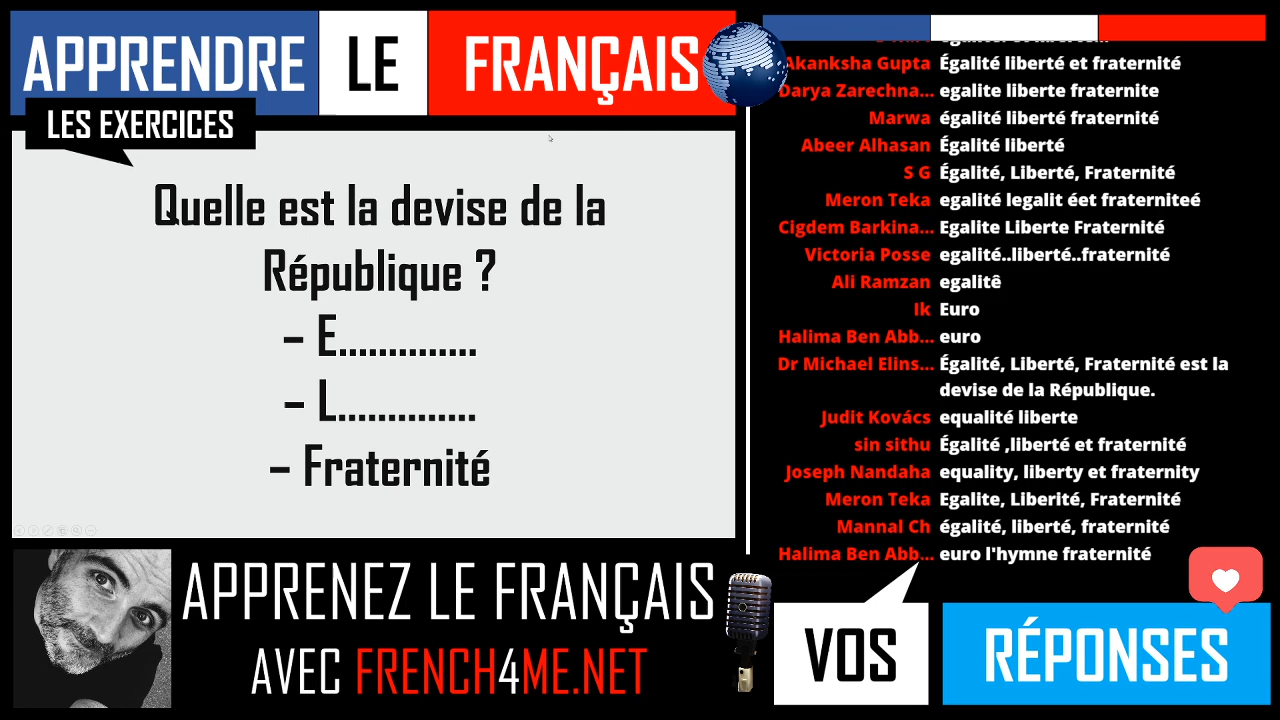 APPRENDRE LE FRANÇAIS
LES EXERCICES
Quelle est la devise de la
République ?
– E..............
– L..............
– Fraternité
APPRENEZ LE FRANÇAIS
AVEC FRENCH4ME.NET
Akanksha Gupta Égalité liberté et fraternité
Darya Zarechna... egalite liberte fraternite
Marwa égalité liberté fraternité
Abeer Alhasan Égalité liberté
S G Égalité, Liberté, Fraternité
Meron Teka egalité legalit éet fraterniteé
Cigdem Barkina... Egalite Liberte Fraternité
Victoria Posse egalité..liberté..fraternité
Ali Ramzan egalitê
Ik Euro
Halima Ben Abb... euro
Dr Michael Elins... Égalité, Liberté, Fraternité est la
devise de la République.
Judit Kovács equalité liberte
sin sithu Égalité ,liberté et fraternité
Joseph Nandaha equality, liberty et fraternity
Meron Teka Egalite, Liberité, Fraternité
Mannal Ch égalité, liberté, fraternité
Halima Ben Abb... euro l'hymne fraternité
VOS RÉPONSES